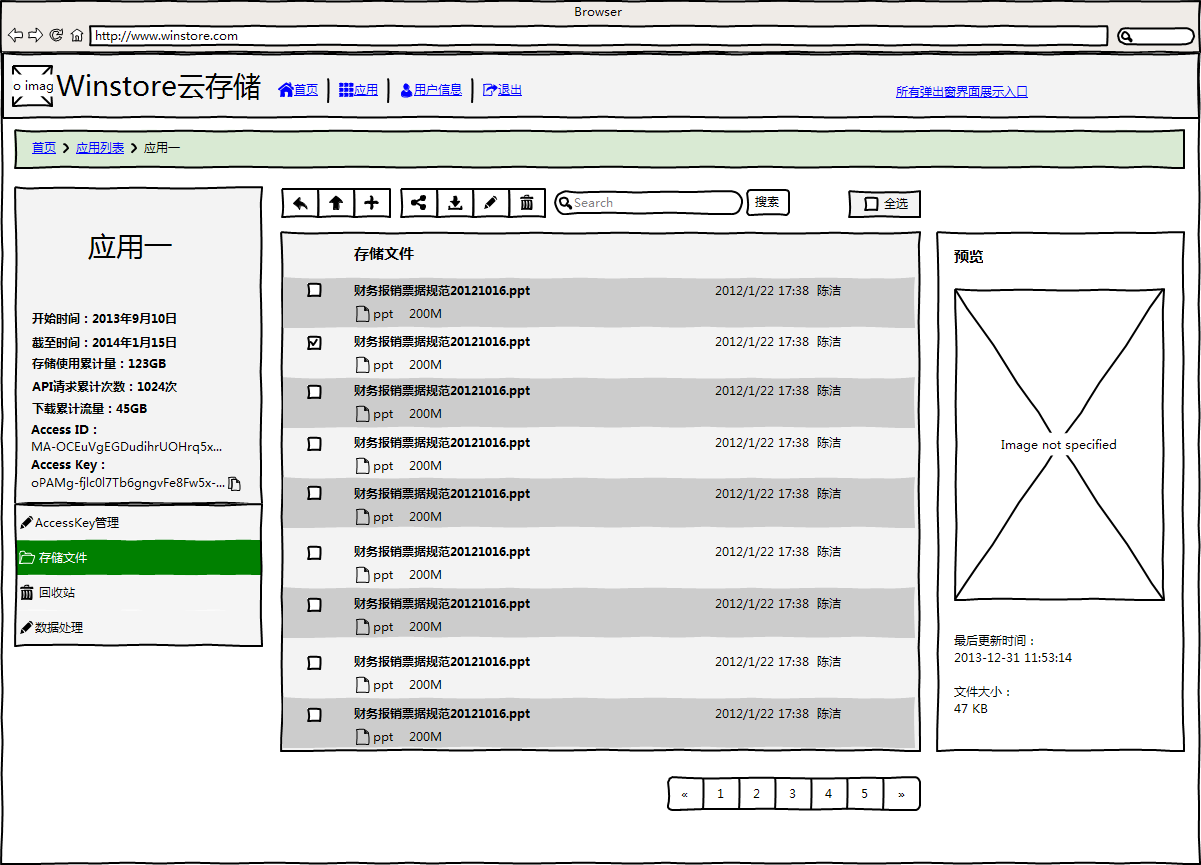 Browser
http://www.winstore.com
o imag
Winstore云存储
首页
应用
用户信息
退出
所有弹出窗界面展示入口
首页 应用列表 应用一
应用一
开始时间：2013年9月10日
截至时间：2014年1月15日
存储使用累计量：123GB
API请求累计次数：1024次
下载累计流量：45GB
Access ID：
MA-OCEuVgEGDudihrUOHrq5x...
Access Key：
oPAMg-fjlc0l7Tb6gngvFe8Fw5x-...
AccessKey管理
存储文件
回收站
数据处理
Search
搜索
全选
存储文件
财务报销票据规范20121016.ppt 2012/1/22 17:38 陈洁
ppt 200M
财务报销票据规范20121016.ppt 2012/1/22 17:38 陈洁
ppt 200M
财务报销票据规范20121016.ppt 2012/1/22 17:38 陈洁
ppt 200M
财务报销票据规范20121016.ppt 2012/1/22 17:38 陈洁
ppt 200M
财务报销票据规范20121016.ppt 2012/1/22 17:38 陈洁
ppt 200M
财务报销票据规范20121016.ppt 2012/1/22 17:38 陈洁
ppt 200M
财务报销票据规范20121016.ppt 2012/1/22 17:38 陈洁
ppt 200M
财务报销票据规范20121016.ppt 2012/1/22 17:38 陈洁
ppt 200M
财务报销票据规范20121016.ppt 2012/1/22 17:38 陈洁
ppt 200M
预览
Image not specified
最后更新时间：
2013-12-31 11:53:14
文件大小：
47 KB
« 1 2 3 4 5 »